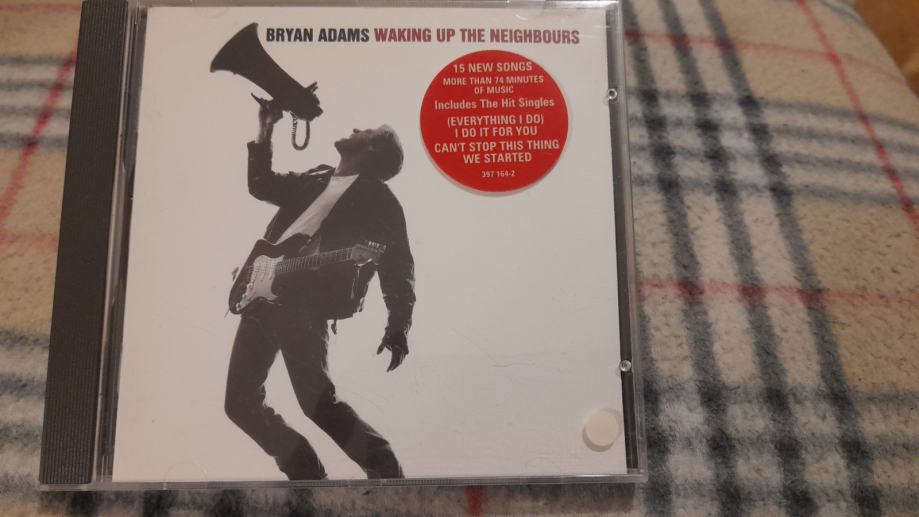 BRYAN ADAMS WAKING UP THE NEIGHBOURS
15 NEW SONGS
MORE THAN 74 MINUTES
OF MUSIC
Includes The Hit Singles
(EVERYTHING I DO)
I DO IT FOR YOU
CAN'T STOP THIS THING
WE STARTED
397 164-2